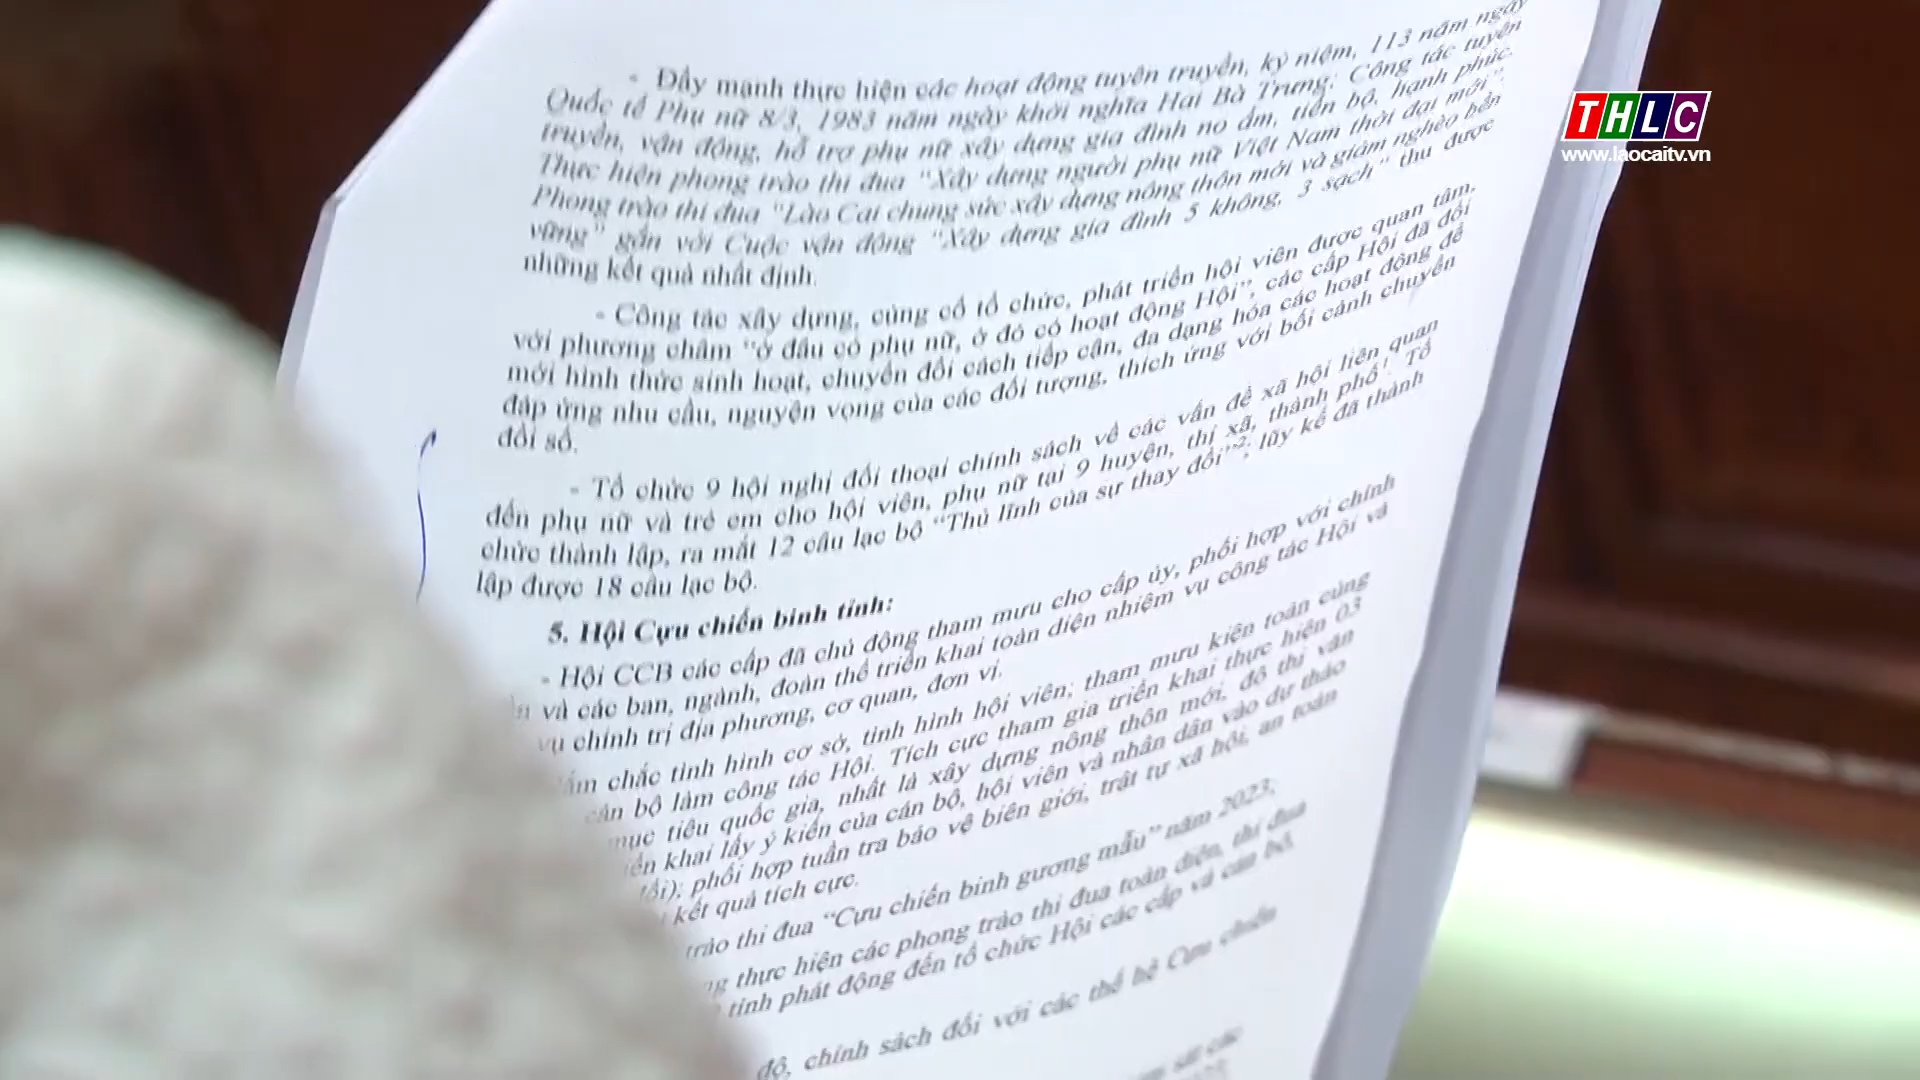 - Đẩy mạnh thực hiện các hoạt động tuyên truyền, kỷ niệm, 113 năm ngày
Quốc tế Phụ nữ 8/3, 1983 năm ngày khởi nghĩa Hai Bà Trưng; Công tác tuyên
truyền, vận động, hỗ trợ phụ nữ xây dựng gia đình no ấm, tiến bộ, hạnh phúc.
Thực hiện phong trào thi đua "Xây dựng người phụ nữ Việt Nam thời đại mới",
Phong trào thi đua "Lào Cai chung sức xây dựng nông thôn mới và giảm nghèo bền
vững" gắn với Cuộc vận động "Xây dựng gia đình 5 không, 3 sạch" thu được
những kết quả nhất định.
- Công tác xây dựng, củng cố tổ chức, phát triển hội viên được quan tâm,
với phương châm "ở đâu có phụ nữ, ở đó có hoạt động Hội", các cấp Hội đã đổi
mới hình thức sinh hoạt, chuyển đổi cách tiếp cận, đa dạng hóa các hoạt động để
đáp ứng nhu cầu, nguyện vọng của các đối tượng, thích ứng với bối cảnh chuyển
đổi số.
- Tổ chức 9 hội nghị đối thoại chính sách về các vấn đề xã hội liên quan
đến phụ nữ và trẻ em cho hội viên, phụ nữ tại 9 huyện, thị xã, thành phố¹. Tổ
chức thành lập, ra mắt 12 câu lạc bộ "Thủ lĩnh của sự thay đổi"²; lũy kế đã thành
lập được 18 câu lạc bộ.
5. Hội Cựu chiến binh tỉnh:
- Hội CCB các cấp đã chủ động tham mưu cho cấp ủy, phối hợp với chính
và các ban, ngành, đoàn thể triển khai toàn diện nhiệm vụ công tác Hội và
vụ chính trị địa phương, cơ quan, đơn vị.
chắc tình hình cơ sở, tình hình hội viên; tham mưu kiện toàn củng
cán bộ làm công tác Hội. Tích cực tham gia triển khai thực hiện 03
mục tiêu quốc gia, nhất là xây dựng nông thôn mới, đô thị văn
khai lấy ý kiến của cán bộ, hội viên và nhân dân vào dự thảo
phối hợp tuần tra bảo vệ biên giới, trật tự xã hội, an toàn
kết quả tích cực.
trào thi đua "Cựu chiến binh gương mẫu" năm 2023;
thực hiện các phong trào thi đua toàn diện, thi đua
tỉnh phát động đến tổ chức Hội các cấp và cán bộ,
độ, chính sách đối với các thế hệ Cựu chiến
THLC
www.laocaitv.vn